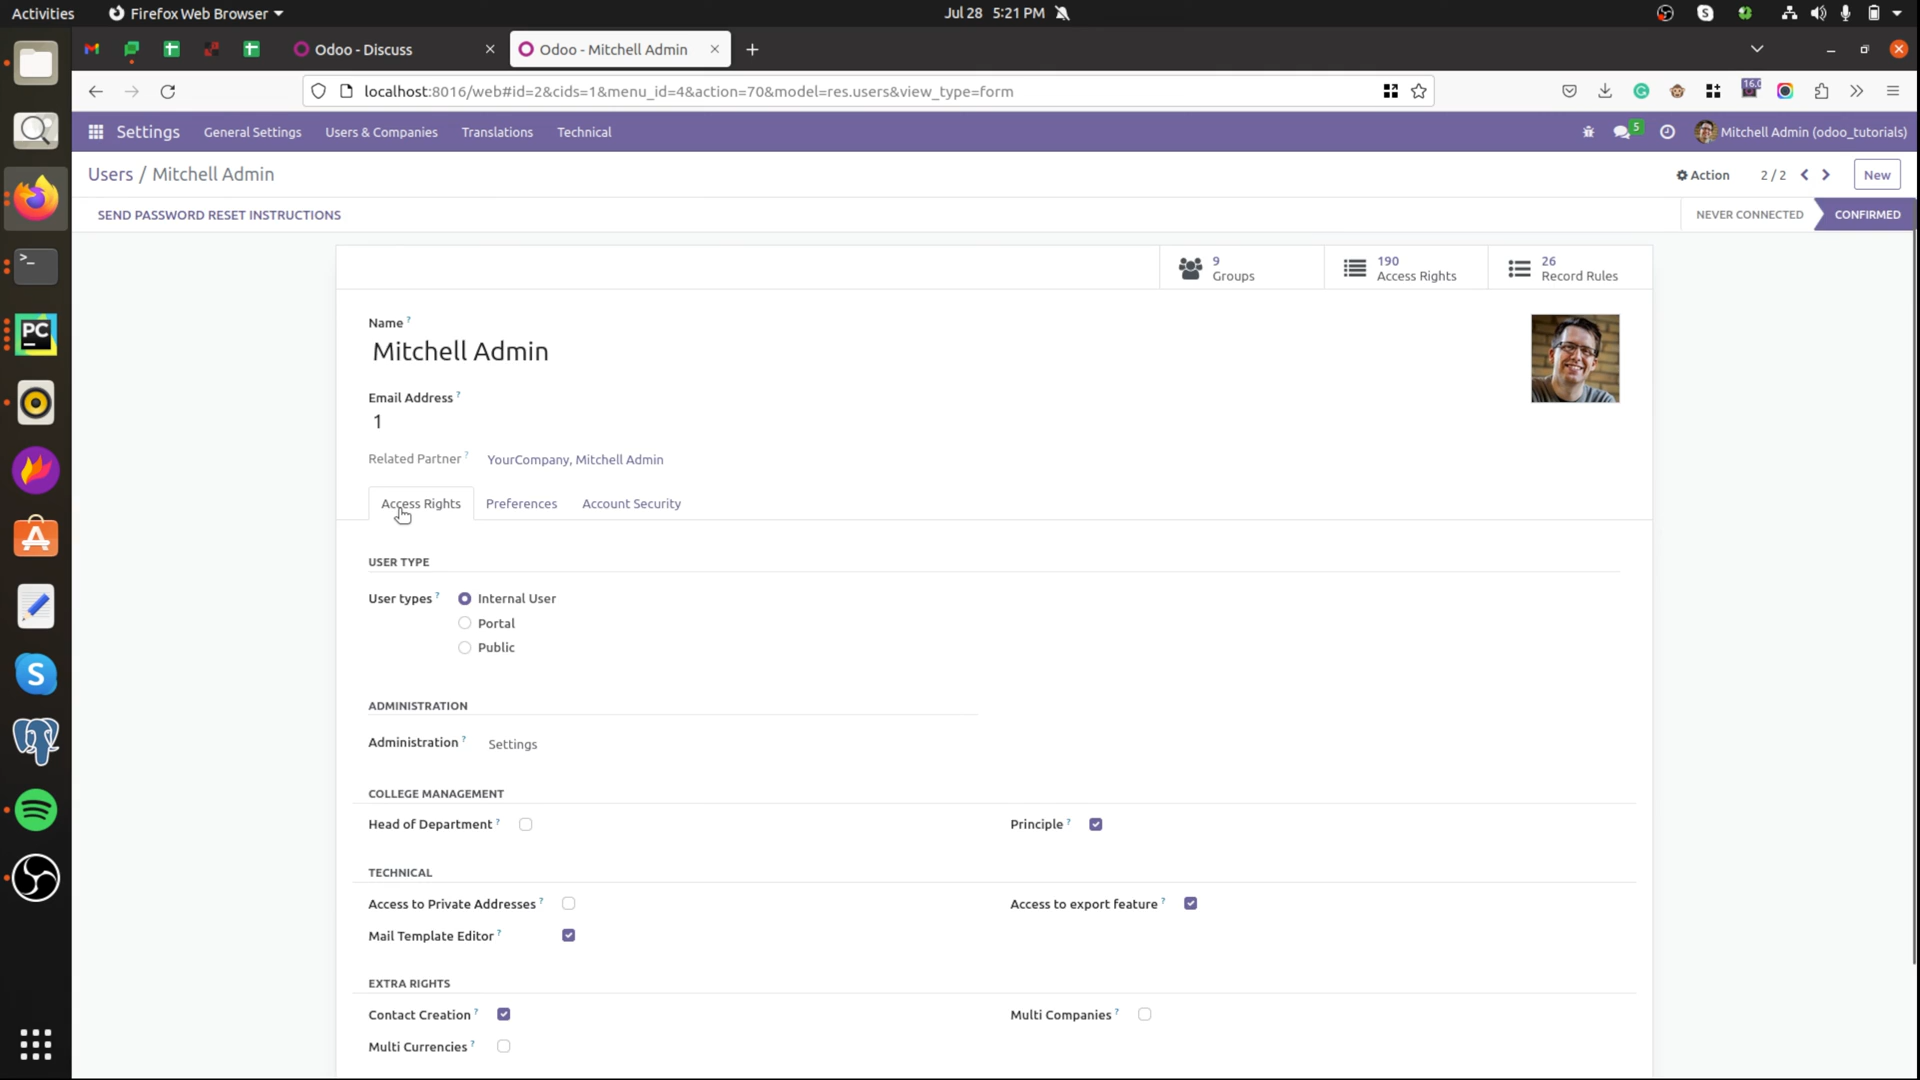 Activities
Firefox Web Browser
Jul 28 5:21 PM
Odoo - Discuss
Odoo - Mitchell Admin
localhost:8016/web#id=2&cids=1&menu_id=4&action=70&model=res.users&view_type=form
16.0
Settings
General Settings
Users & Companies
Translations
Technical
5
Mitchell Admin (odoo_tutorials)
Users / Mitchell Admin
Action
2 / 2
New
SEND PASSWORD RESET INSTRUCTIONS
NEVER CONNECTED
CONFIRMED
9
Groups
190
Access Rights
26
Record Rules
Name ?
Mitchell Admin
Email Address ?
1
Related Partner ?
YourCompany, Mitchell Admin
Access Rights
Preferences
Account Security
USER TYPE
User types ?
Internal User
Portal
Public
ADMINISTRATION
Administration ?
Settings
COLLEGE MANAGEMENT
Head of Department ?
Principle ?
TECHNICAL
Access to Private Addresses ?
Access to export feature ?
Mail Template Editor ?
EXTRA RIGHTS
Contact Creation ?
Multi Companies ?
Multi Currencies ?